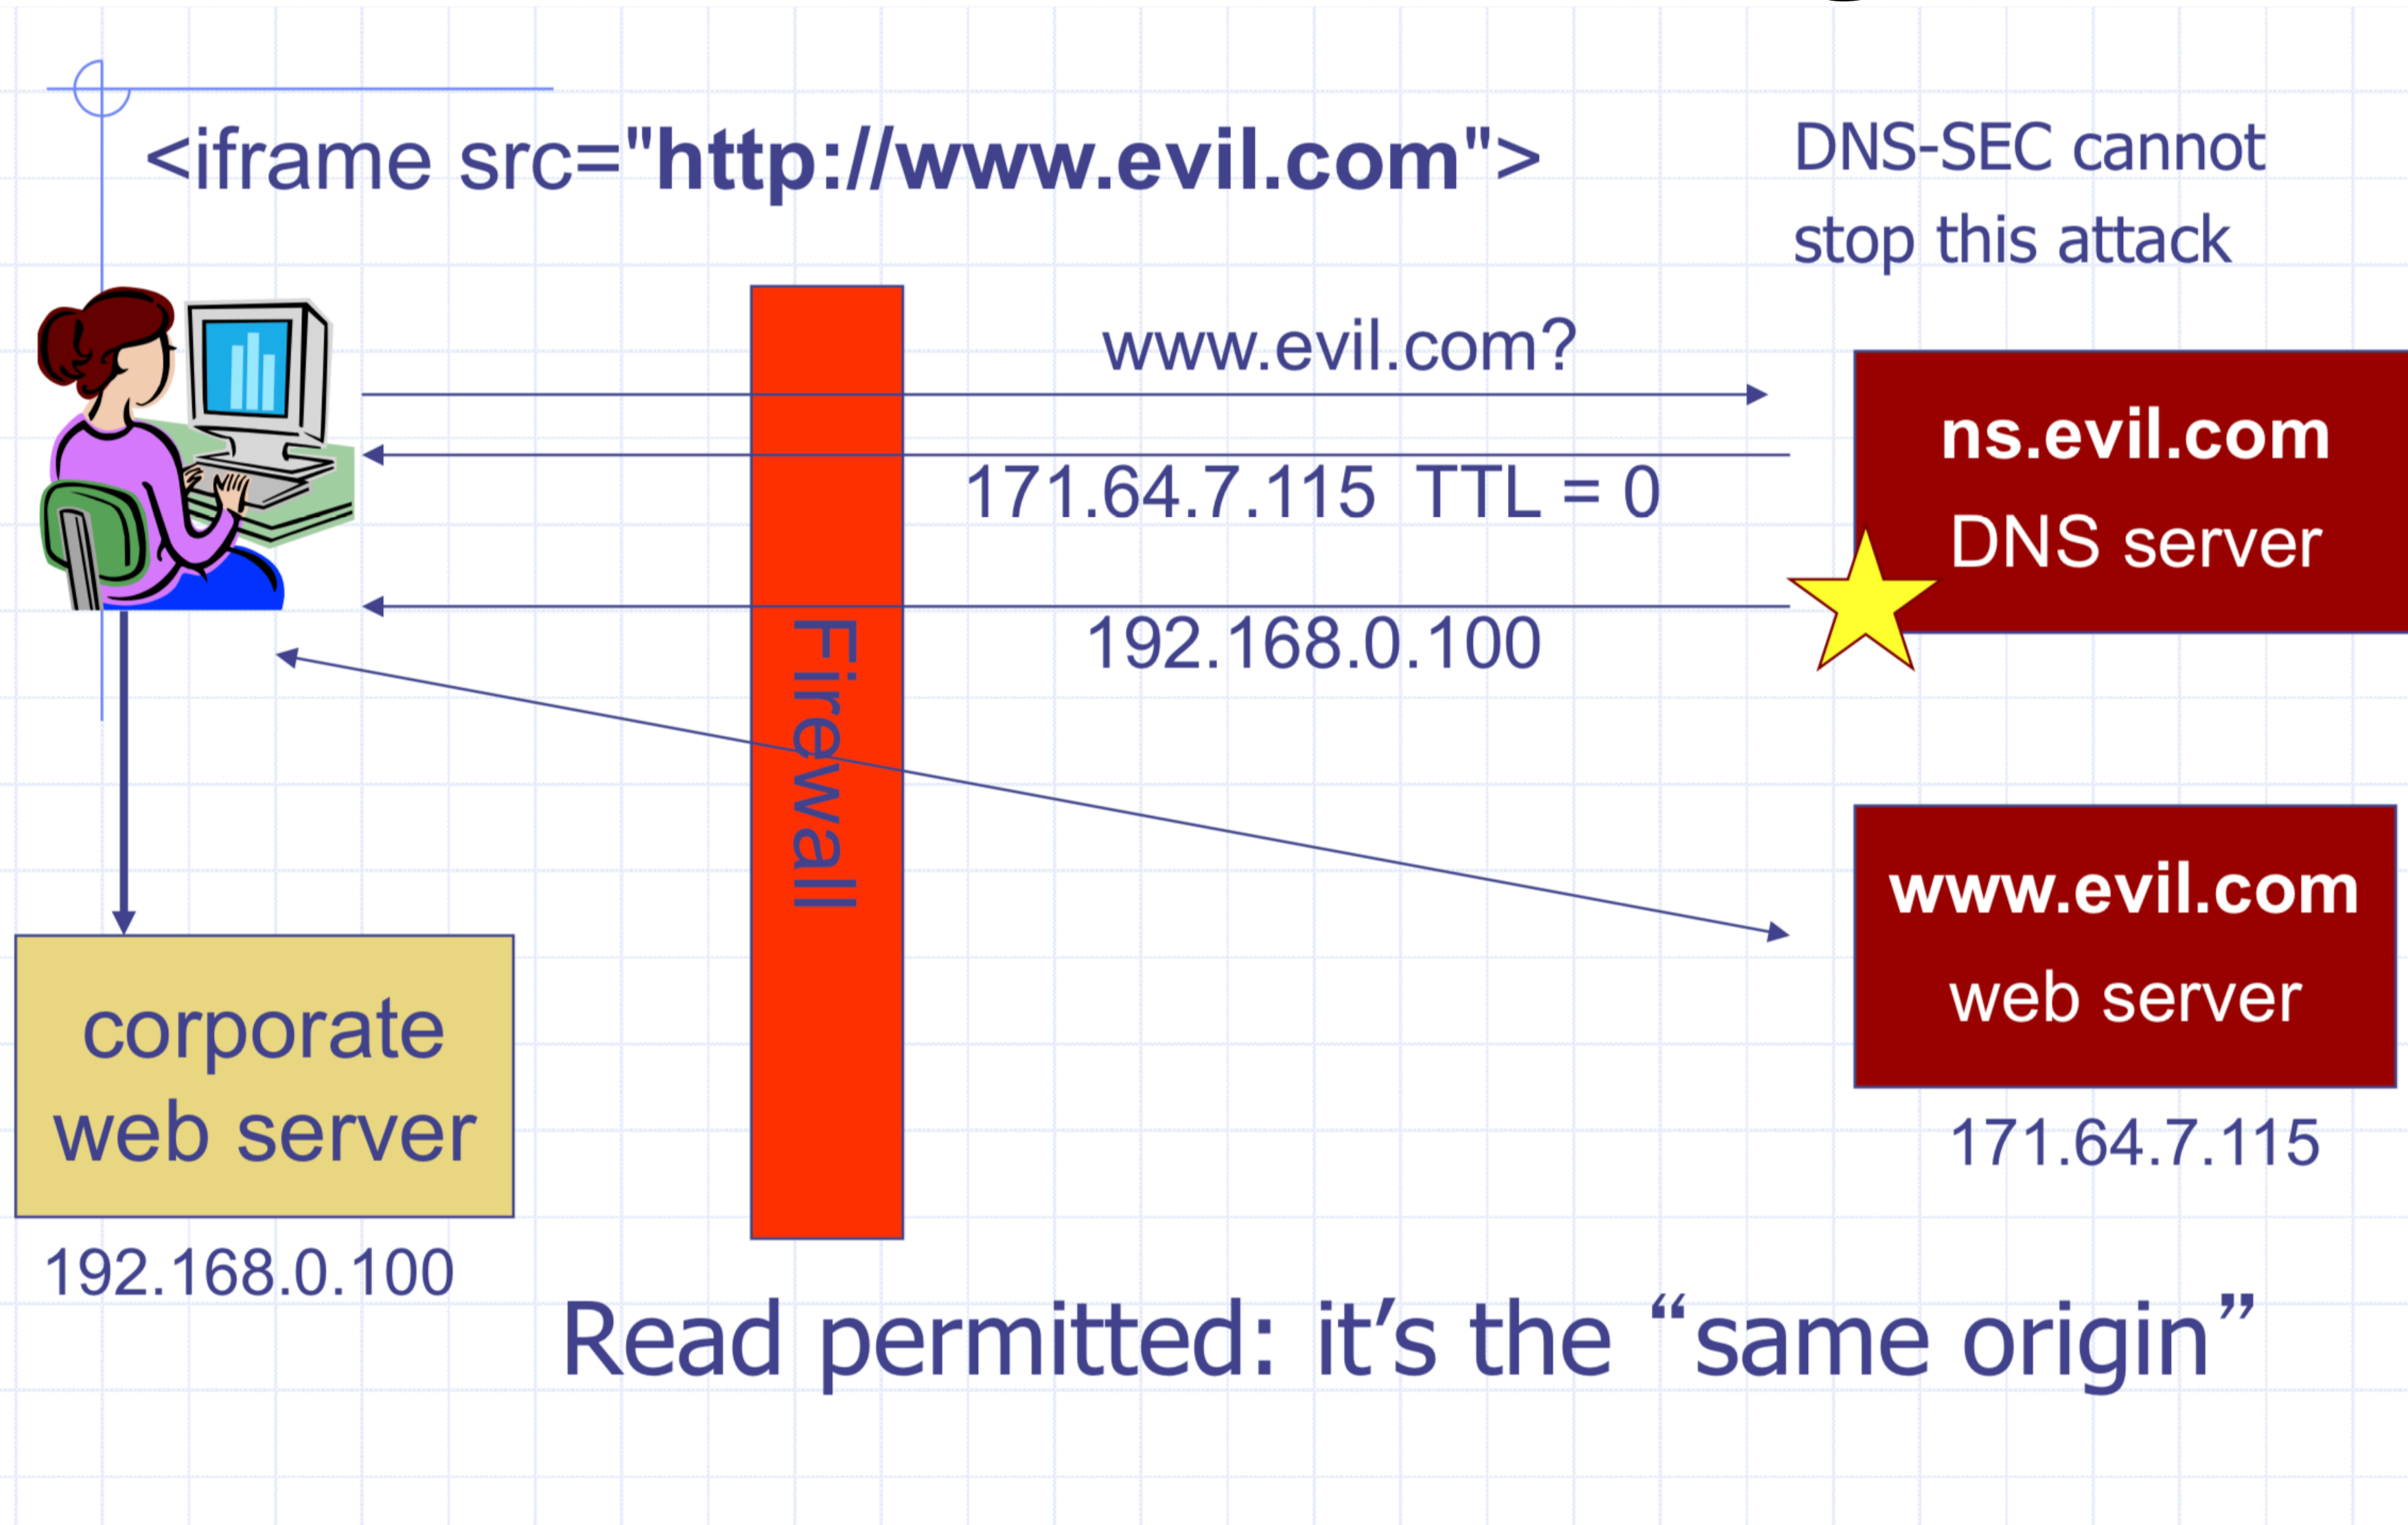 <iframe src="http://www.evil.com">
DNS-SEC cannot
stop this attack
www.evil.com?
171.64.7.115 TTL = 0
ns.evil.com
DNS server
192.168.0.100
Firewall
www.evil.com
web server
171.64.7.115
corporate
web server
192.168.0.100
Read permitted: it’s the “same origin”